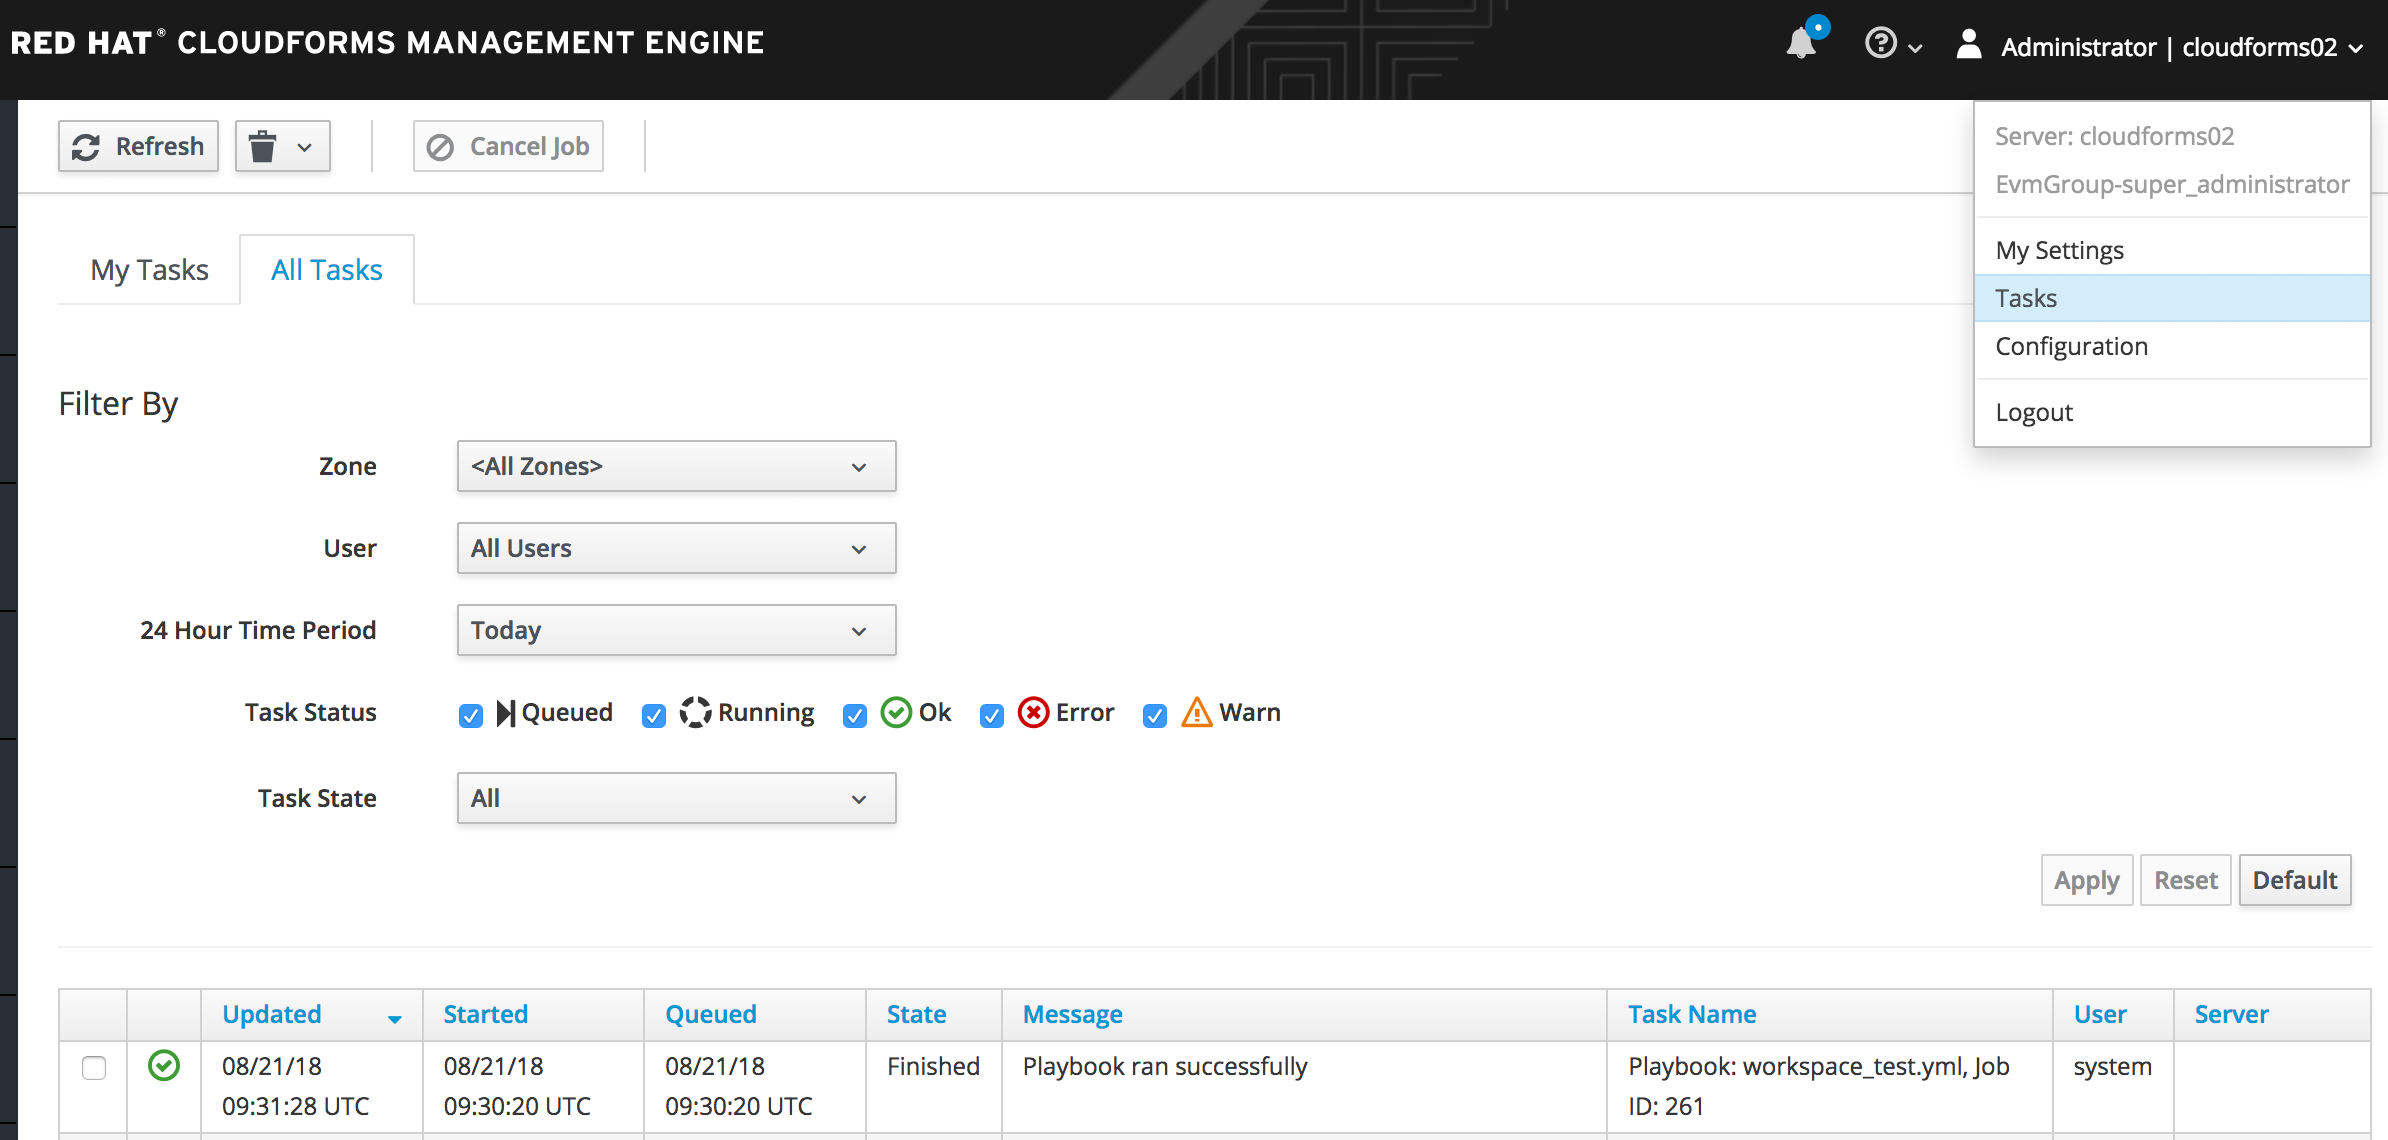 RED HAT® CLOUDFORMS MANAGEMENT ENGINE
Administrator | cloudforms02
Refresh
Cancel Job
Server: cloudforms02
EvmGroup-super_administrator
My Settings
Tasks
Configuration
Logout
My Tasks
All Tasks
Filter By
Zone <All Zones>
User All Users
24 Hour Time Period Today
Task Status Queued Running Ok Error Warn
Task State All
Apply Reset Default
Updated Started Queued State Message Task Name User Server
08/21/18 08/21/18 08/21/18 Finished Playbook ran successfully Playbook: workspace_test.yml, Job system
09:31:28 UTC 09:30:20 UTC 09:30:20 UTC ID: 261